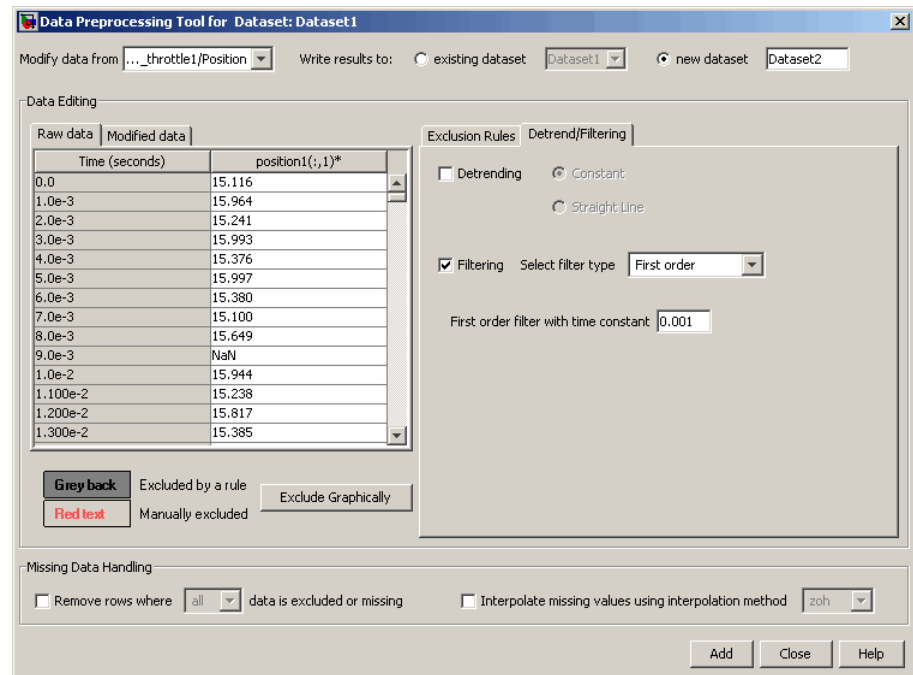 Data Preprocessing Tool for Dataset: Dataset1
Modify data from ..._throttle1/Position Write results to: existing dataset Dataset1 new dataset Dataset2
Data Editing
Raw data Modified data Exclusion Rules Detrend/Filtering
Time (seconds) position1(:,1)*
0.0 15.116
1.0e-3 15.964
2.0e-3 15.241
3.0e-3 15.993
4.0e-3 15.376
5.0e-3 15.997
6.0e-3 15.380
7.0e-3 15.100
8.0e-3 15.649
9.0e-3 NaN
1.0e-2 15.944
1.100e-2 15.238
1.200e-2 15.817
1.300e-2 15.385
Detrending Constant
Straight Line
Filtering Select filter type First order
First order filter with time constant 0.001
Grey back Excluded by a rule
Red text Manually excluded
Exclude Graphically
Missing Data Handling
Remove rows where all data is excluded or missing Interpolate missing values using interpolation method zoh
Add Close Help